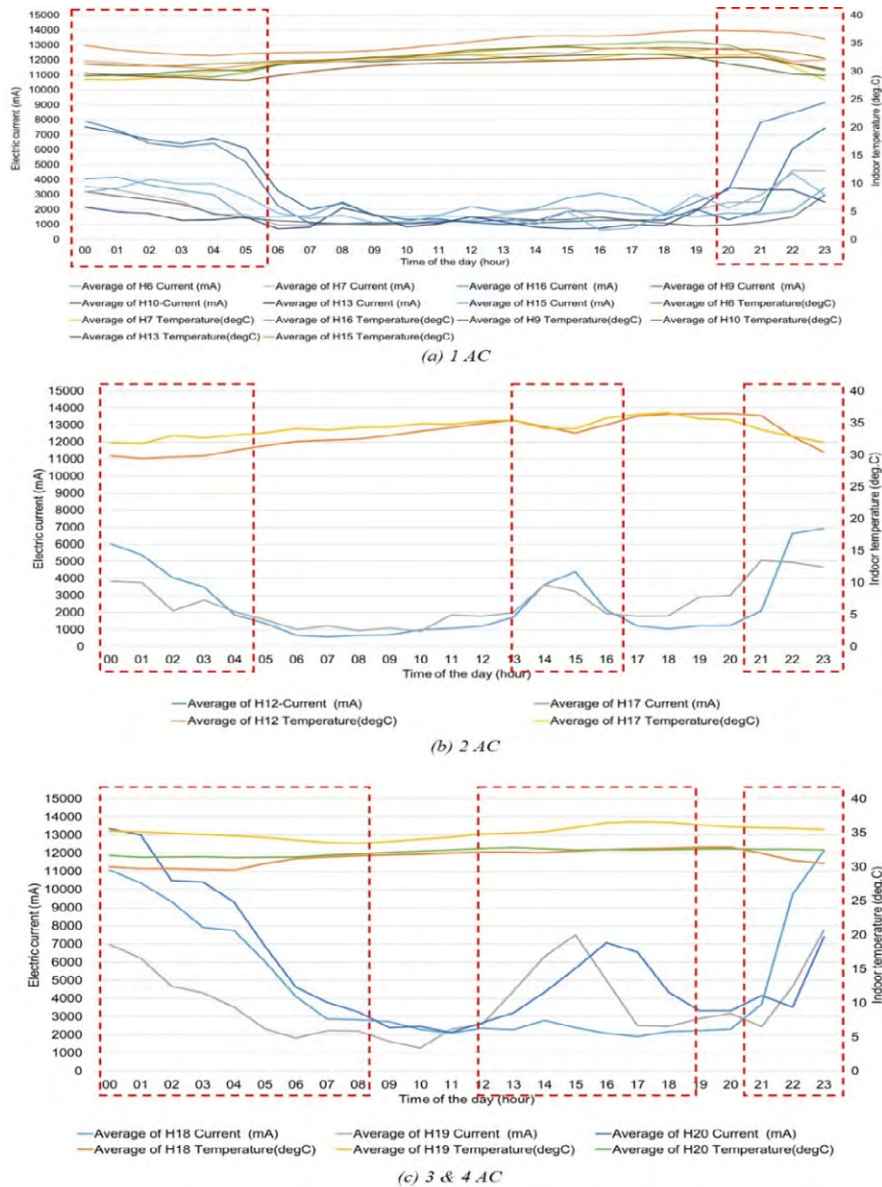 15000 40
14000
13000 35
12000
11000 30
10000
9000 25
8000 20
7000
6000 15
5000
4000 10
3000
2000 5
1000
0 0
Electric current (mA)
Indoor temperature (deg.C)
00 01 02 03 04 05 06 07 08 09 10 11 12 13 14 15 16 17 18 19 20 21 22 23
Time of the day (hour)
Average of H6 Current (mA) Average of H7 Current (mA) Average of H16 Current (mA) Average of H9 Current (mA)
Average of H10-Current (mA) Average of H13 Current (mA) Average of H15 Current (mA) Average of H6 Temperature(degC)
Average of H7 Temperature(degC) Average of H16 Temperature(degC) Average of H9 Temperature(degC) Average of H10 Temperature(degC)
Average of H13 Temperature(degC) Average of H15 Temperature(degC)
(a) 1 AC
15000 40
14000
13000 35
12000
11000 30
10000
9000 25
8000 20
7000
6000 15
5000
4000 10
3000
2000 5
1000
0 0
Electric current (mA)
Indoor temperature (deg.C)
00 01 02 03 04 05 06 07 08 09 10 11 12 13 14 15 16 17 18 19 20 21 22 23
Time of the day (hour)
Average of H12-Current (mA) Average of H17 Current (mA)
Average of H12 Temperature(degC) Average of H17 Temperature(degC)
(b) 2 AC
15000 40
14000
13000 35
12000
11000 30
10000
9000 25
8000 20
7000
6000 15
5000
4000 10
3000
2000 5
1000
0 0
Electric current (mA)
Indoor temperature (deg.C)
00 01 02 03 04 05 06 07 08 09 10 11 12 13 14 15 16 17 18 19 20 21 22 23
Time of the day (hour)
Average of H18 Current (mA) Average of H19 Current (mA) Average of H20 Current (mA)
Average of H18 Temperature(degC) Average of H19 Temperature(degC) Average of H20 Temperature(degC)
(c) 3 & 4 AC